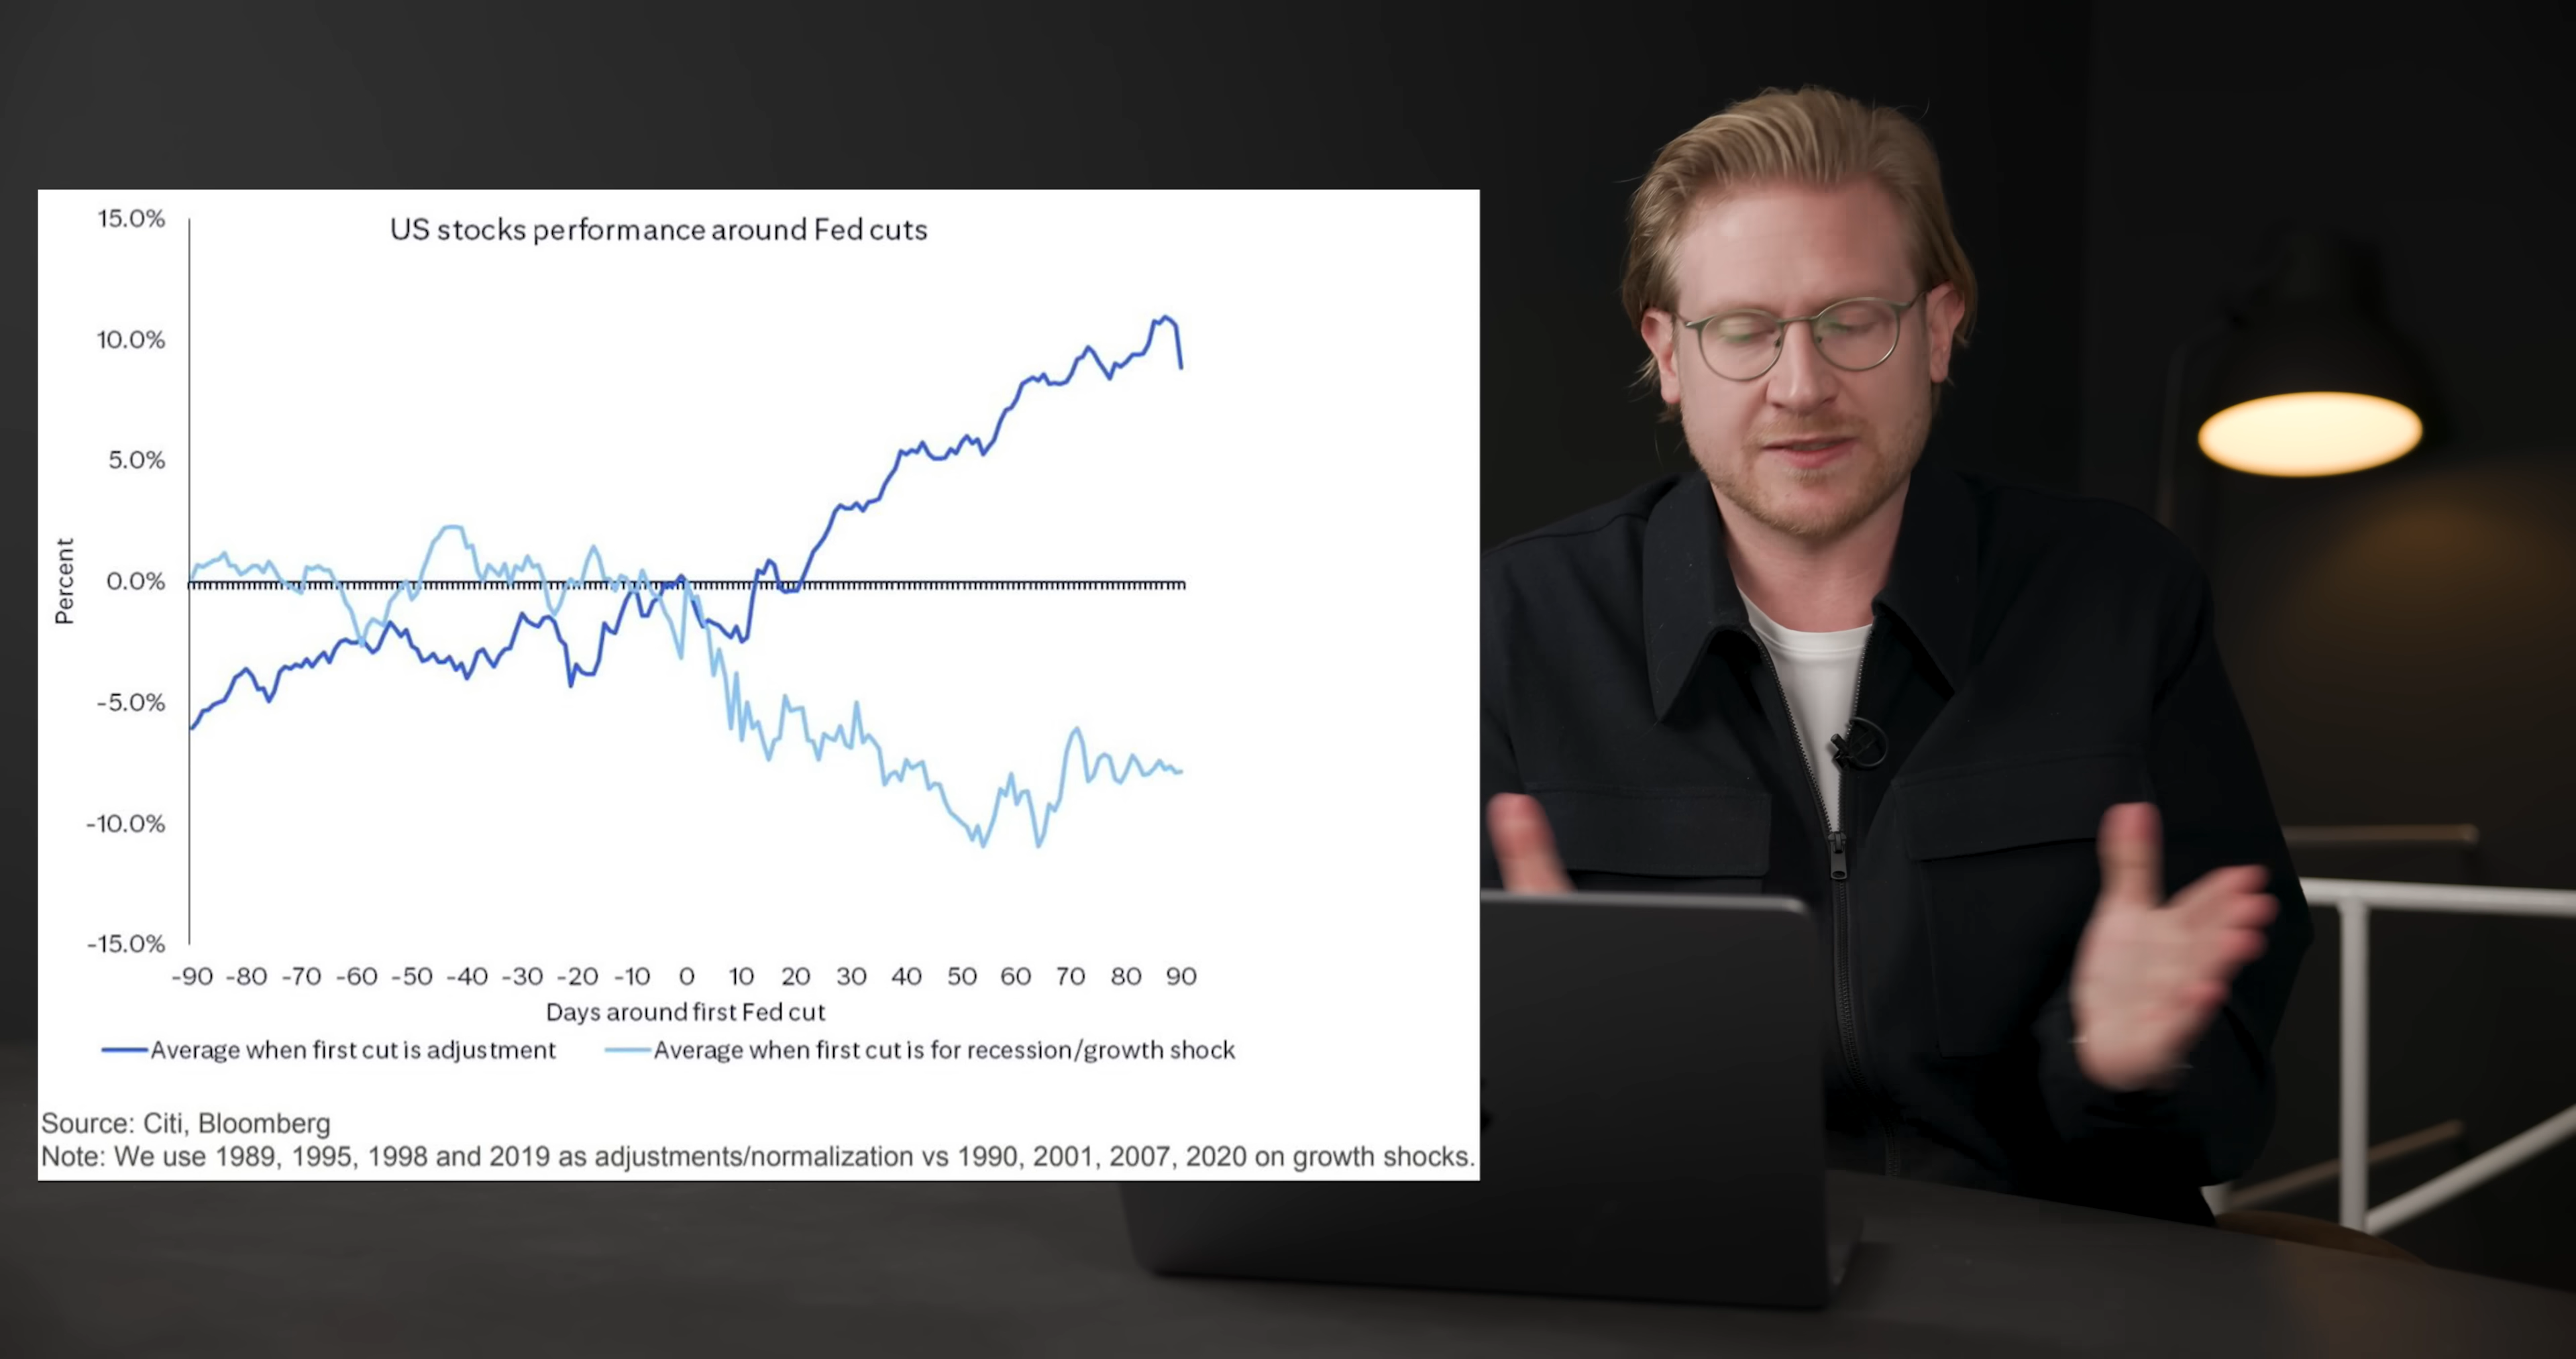 US stocks performance around Fed cuts
15.0%
10.0%
5.0%
0.0%
-5.0%
-10.0%
-15.0%
Percent
-90 -80 -70 -60 -50 -40 -30 -20 -10 0 10 20 30 40 50 60 70 80 90
Days around first Fed cut
Average when first cut is adjustment Average when first cut is for recession/growth shock
Source: Citi, Bloomberg
Note: We use 1989, 1995, 1998 and 2019 as adjustments/normalization vs 1990, 2001, 2007, 2020 on growth shocks.